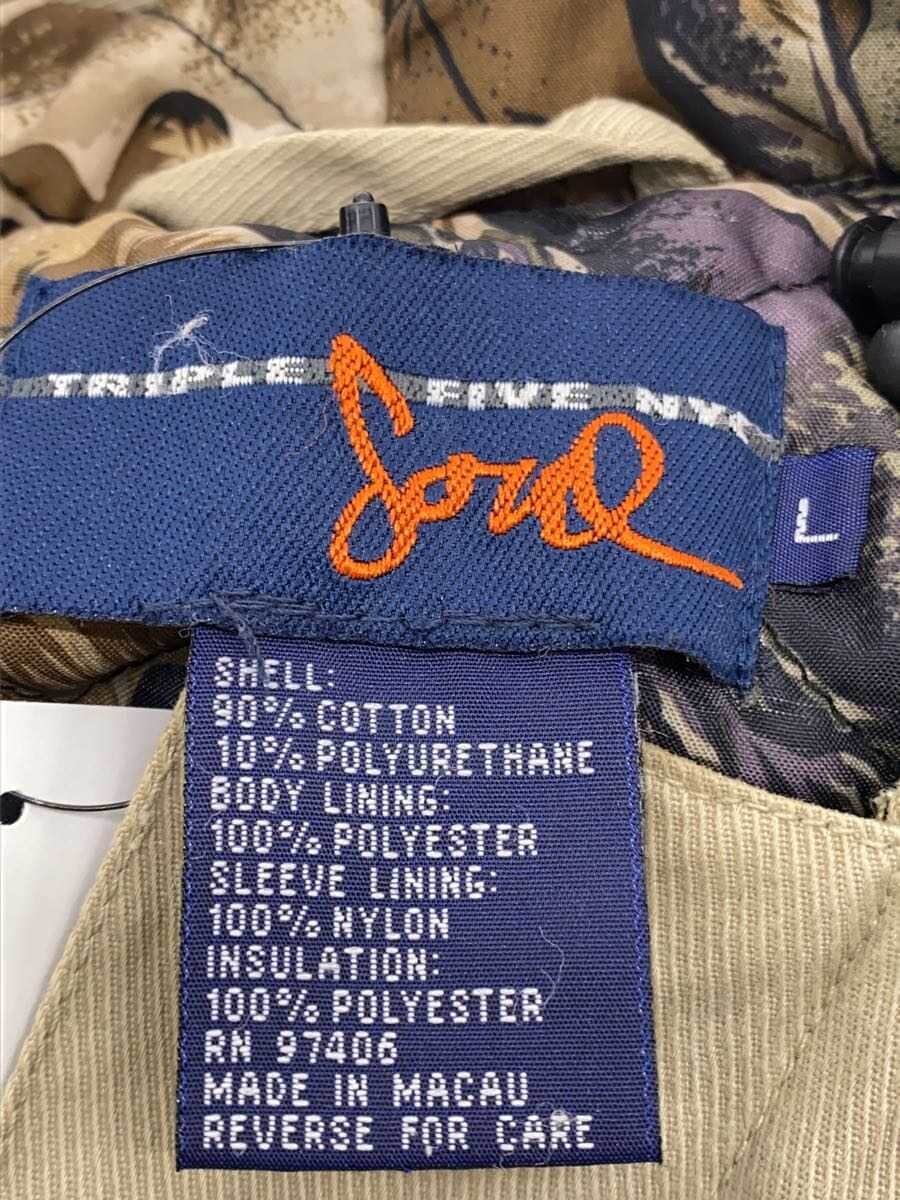 TRIPLE FIVE NYC
Soul
L
SHELL:
90% COTTON
10% POLYURETHANE
BODY LINING:
100% POLYESTER
SLEEVE LINING:
100% NYLON
INSULATION:
100% POLYESTER
RN 97406
MADE IN MACAU
REVERSE FOR CARE